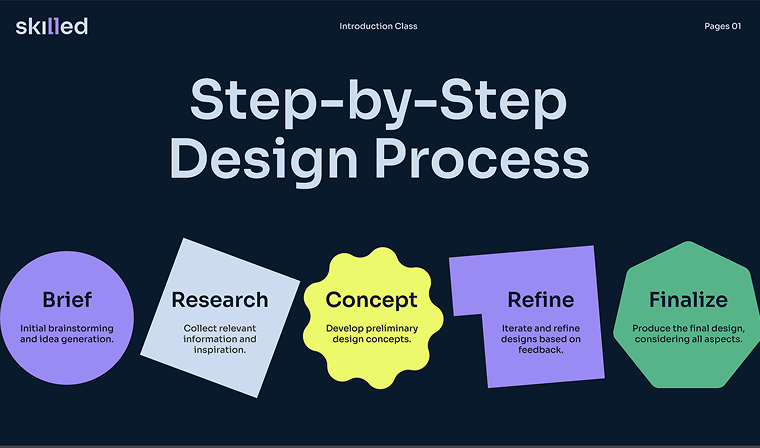 skilled
Introduction Class
Pages 01
Step-by-Step
Design Process
Brief
Initial brainstorming
and idea generation.
Research
Collect relevant
information and
inspiration.
Concept
Develop preliminary
design concepts.
Refine
Iterate and refine
designs based on
feedback.
Finalize
Produce the final design,
considering all aspects.